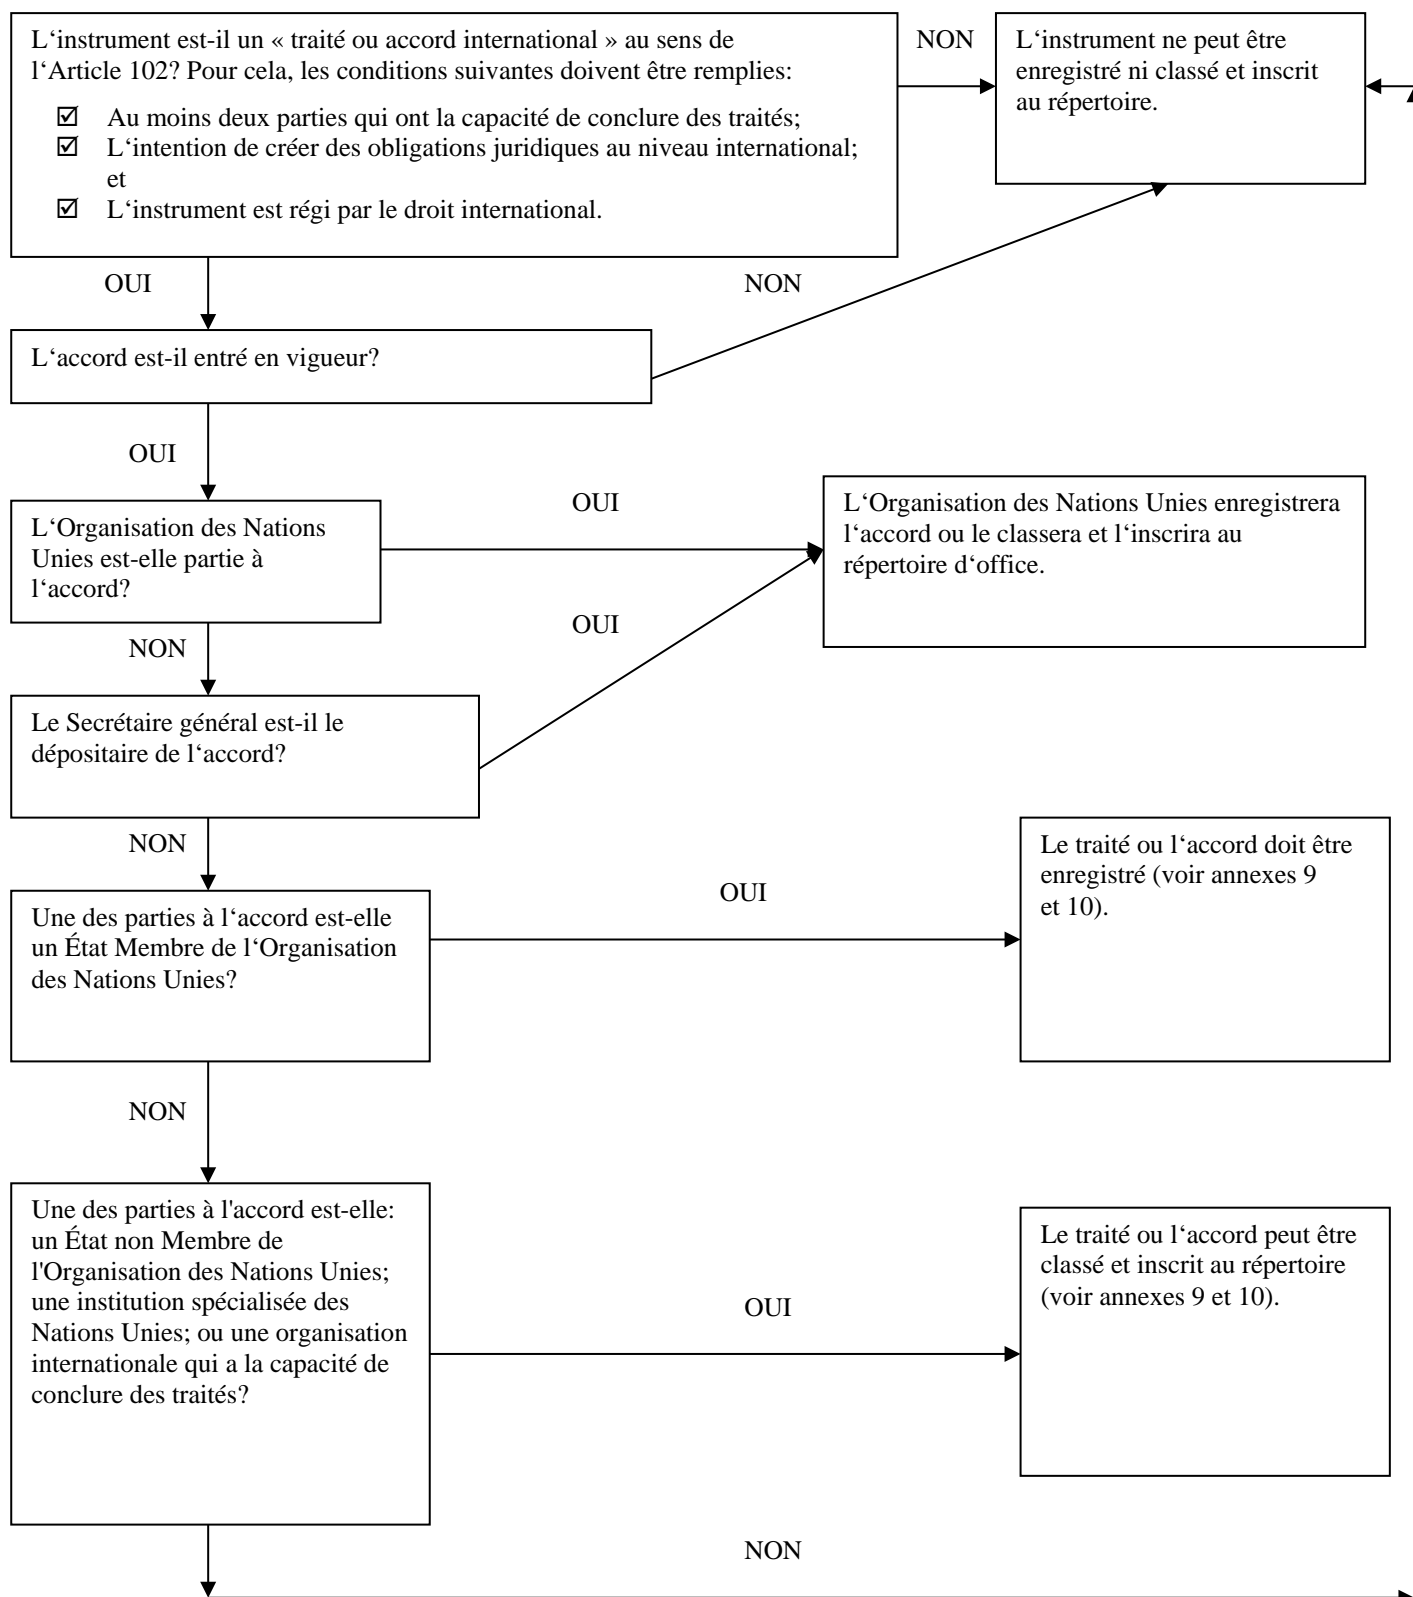 L‘instrument est-il un « traité ou accord international » au sens de
l‘Article 102? Pour cela, les conditions suivantes doivent être remplies:
☑ Au moins deux parties qui ont la capacité de conclure des traités;
☑ L‘intention de créer des obligations juridiques au niveau international;
et
☑ L‘instrument est régi par le droit international.
NON
L‘instrument ne peut être
enregistré ni classé et inscrit
au répertoire.
OUI
NON
L‘accord est-il entré en vigueur?
OUI
L‘Organisation des Nations
Unies est-elle partie à
l‘accord?
OUI
L‘Organisation des Nations Unies enregistrera
l‘accord ou le classera et l‘inscrira au
répertoire d‘office.
OUI
NON
Le Secrétaire général est-il le
dépositaire de l‘accord?
NON
Une des parties à l‘accord est-elle
un État Membre de l‘Organisation
des Nations Unies?
OUI
Le traité ou l‘accord doit être
enregistré (voir annexes 9
et 10).
NON
Une des parties à l'accord est-elle:
un État non Membre de
l'Organisation des Nations Unies;
une institution spécialisée des
Nations Unies; ou une organisation
internationale qui a la capacité de
conclure des traités?
OUI
Le traité ou l‘accord peut être
classé et inscrit au répertoire
(voir annexes 9 et 10).
NON